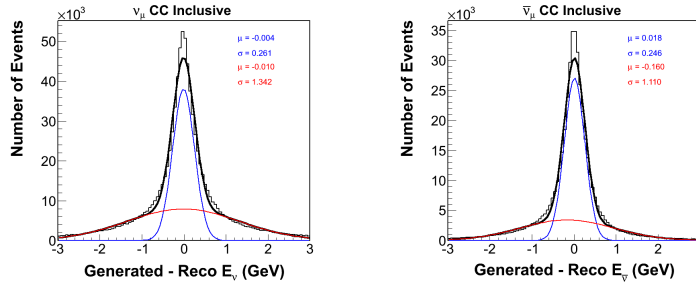 ν_μ CC Inclusive
×10³
Number of Events
50
40
30
20
10
0
μ = -0.004
σ = 0.261
μ = -0.010
σ = 1.342
-3 -2 -1 0 1 2 3
Generated - Reco E_ν (GeV)
ν̅_μ CC Inclusive
×10³
Number of Events
35
30
25
20
15
10
5
0
μ = 0.018
σ = 0.246
μ = -0.160
σ = 1.110
-3 -2 -1 0 1 2 3
Generated - Reco E_ν̅ (GeV)